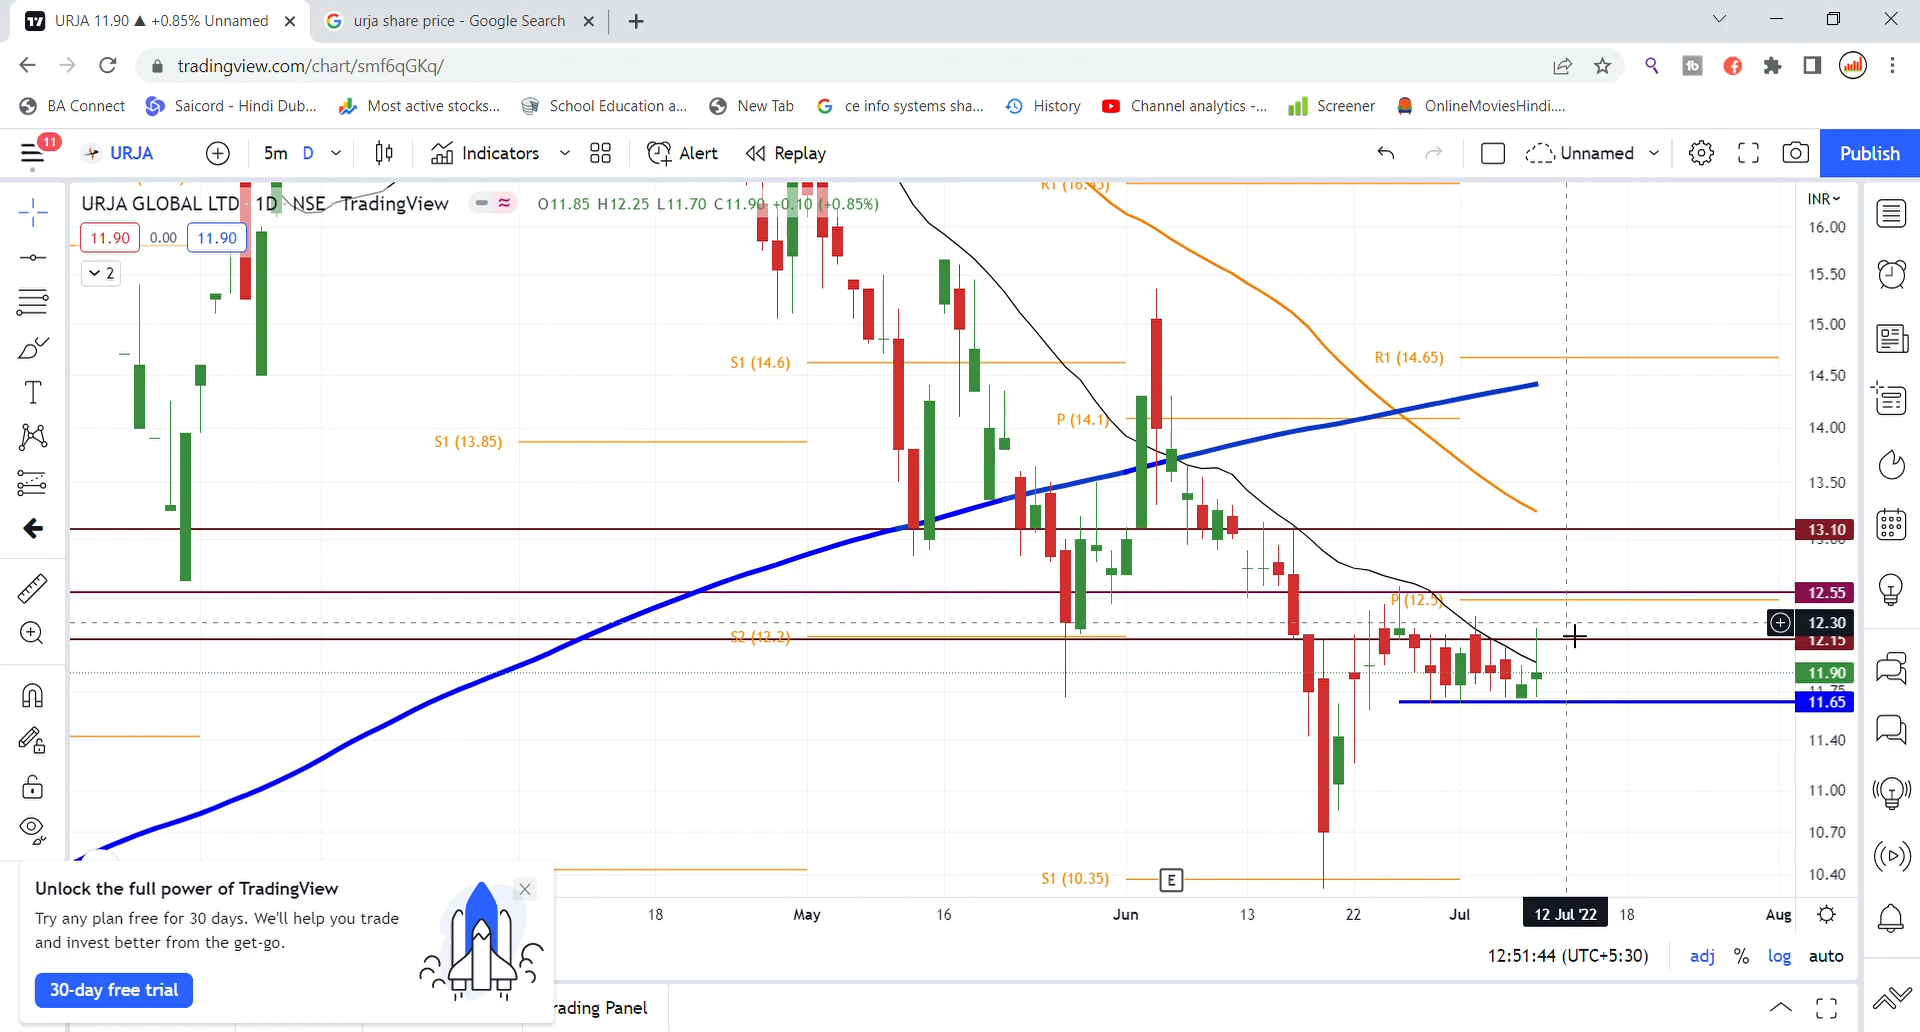 URJA 11.90 ▲ +0.85% Unnamed
urja share price - Google Search
tradingview.com/chart/smf6qGKq/
BA Connect
Saicord - Hindi Dub...
Most active stocks...
School Education a...
New Tab
ce info systems sha...
History
Channel analytics -...
Screener
OnlineMoviesHindi....
11
URJA
5m D
Indicators
Alert
Replay
Unnamed
Publish
URJA GLOBAL LTD 1D NSE TradingView
O11.85 H12.25 L11.70 C11.90 +0.10 (+0.85%)
11.90 0.00 11.90
2
INR
R1 (16.95)
16.00
15.50
15.00
R1 (14.65)
S1 (14.6)
14.50
P (14.1)
14.00
S1 (13.85)
13.50
13.10
13.00
12.55
P (12.5)
12.30
S2 (12.2)
12.15
11.90
11.75
11.65
11.40
11.00
10.70
S1 (10.35)
E
10.40
18 May 16 Jun 13 22 Jul 12 Jul '22 18 Aug
12:51:44 (UTC+5:30)
adj % log auto
Unlock the full power of TradingView
Try any plan free for 30 days. We'll help you trade
and invest better from the get-go.
30-day free trial
rading Panel